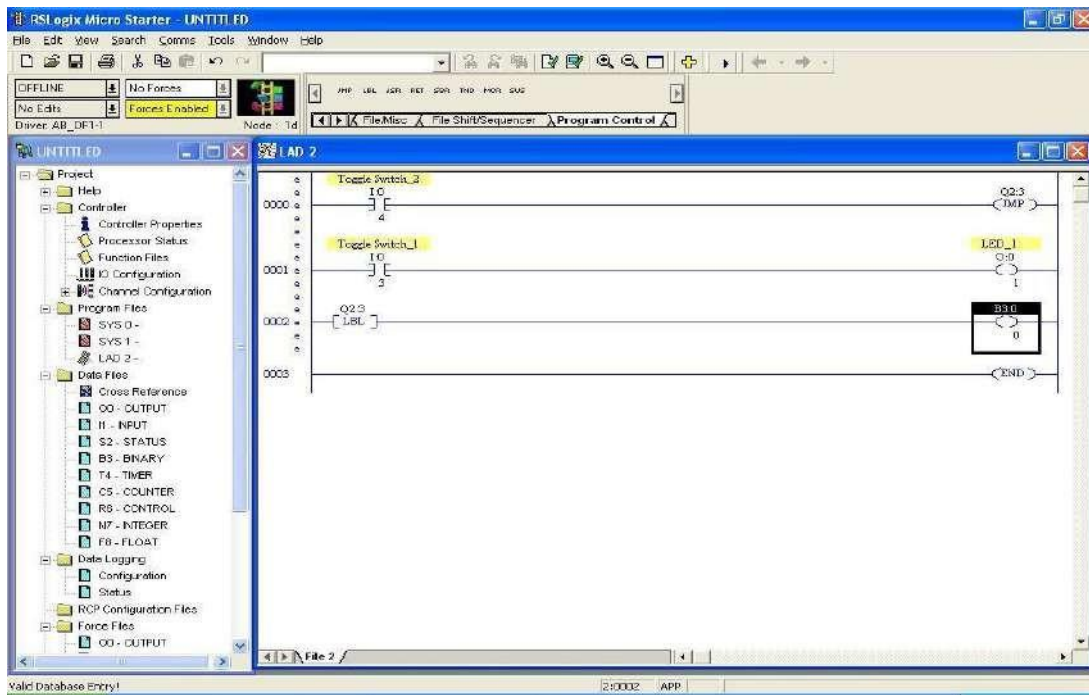 RSLogix Micro Starter - UNTITLED
File Edit View Search Comms Tools Window Help
OFFLINE No Forces
No Edits Forces Enabled
Driver: AB_DF1-1 Node : 1d
JMP LBL JSR RET SBR TND MCR SUS
File/Misc File Shift/Sequencer Program Control
UNTITLED
Project
Help
Controller
Controller Properties
Processor Status
Function Files
IO Configuration
Channel Configuration
Program Files
SYS 0 -
SYS 1 -
LAD 2 -
Data Files
Cross Reference
O0 - OUTPUT
I1 - INPUT
S2 - STATUS
B3 - BINARY
T4 - TIMER
C5 - COUNTER
R6 - CONTROL
N7 - INTEGER
F8 - FLOAT
Data Logging
Configuration
Status
RCP Configuration Files
Force Files
O0 - OUTPUT
LAD 2
Toggle Switch_2
I:0 Q2:3
0000 JMP
4
Toggle Switch_1 LED_1
I:0 O:0
0001
3 1
Q2:3 B3:0
0002 LBL
0
0003 END
File 2
Valid Database Entry!
2:0002 APP